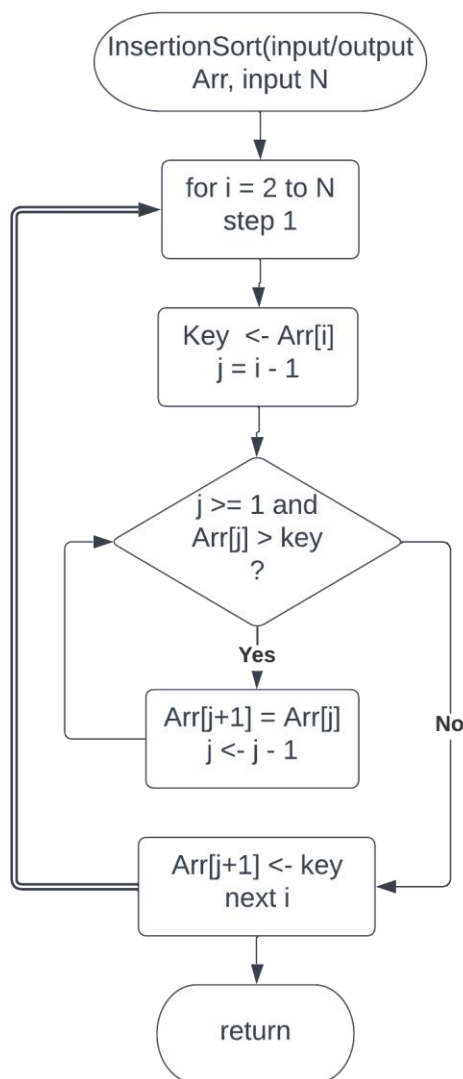 InsertionSort(input/output
Arr, input N
for i = 2 to N
step 1
Key <- Arr[i]
j = i - 1
j >= 1 and
Arr[j] > key
?
Yes
Arr[j+1] = Arr[j]
j <- j - 1
No
Arr[j+1] <- key
next i
return